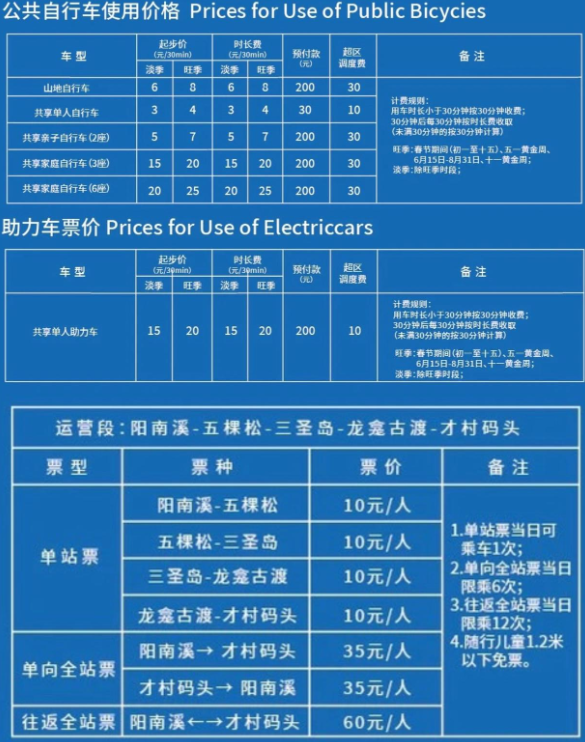 公共自行车使用价格 Prices for Use of Public Bicycies
车型 起步价 (元/30min) 时长费 (元/30min) 预付款 (元) 超区调度费 备注
淡季 旺季 淡季 旺季
山地自行车 6 8 6 8 200 30
共享单人自行车 3 4 3 4 30 10
共享亲子自行车(2座) 5 7 5 7 200 30
共享家庭自行车(3座) 15 20 15 20 200 30
共享家庭自行车(6座) 20 25 20 25 200 30
计费规则:
用车时长小于30分钟按30分钟收费;
30分钟后每30分钟按时长费收取
(未满30分钟的按30分钟计算)
旺季:春节期间(初一至十五)、五一黄金周、
6月15日-8月31日、十一黄金周;
淡季:除旺季时段;
助力车票价 Prices for Use of Electriccars
车型 起步价 (元/30min) 时长费 (元/30min) 预付款 (元) 超区调度费 备注
淡季 旺季 淡季 旺季
共享单人助力车 15 20 15 20 200 10
计费规则:
用车时长小于30分钟按30分钟收费;
30分钟后每30分钟按时长费收取
(未满30分钟的按30分钟计算)
旺季:春节期间(初一至十五)、五一黄金周、
6月15日-8月31日、十一黄金周;
淡季:除旺季时段;
运营段:阳南溪-五棵松-三圣岛-龙龛古渡-才村码头
票型 票种 票价 备注
单站票
阳南溪-五棵松 10元/人
五棵松-三圣岛 10元/人
三圣岛-龙龛古渡 10元/人
龙龛古渡-才村码头 10元/人
单向全站票
阳南溪→才村码头 35元/人
才村码头→阳南溪 35元/人
往返全站票 阳南溪←→才村码头 60元/人
1.单站票当日可
乘车1次;
2.单向全站票当日
限乘6次;
3.往返全站票当日
限乘12次;
4.随行儿童1.2米
以下免票。